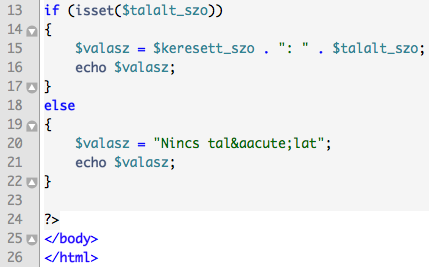 13 if (isset($talalt_szo))
14 {
15     $valasz = $keresett_szo . ": " . $talalt_szo;
16     echo $valasz;
17 }
18 else
19 {
20     $valasz = "Nincs tal&aacute;lat";
21     echo $valasz;
22 }
23
24 ?>
25 </body>
26 </html>